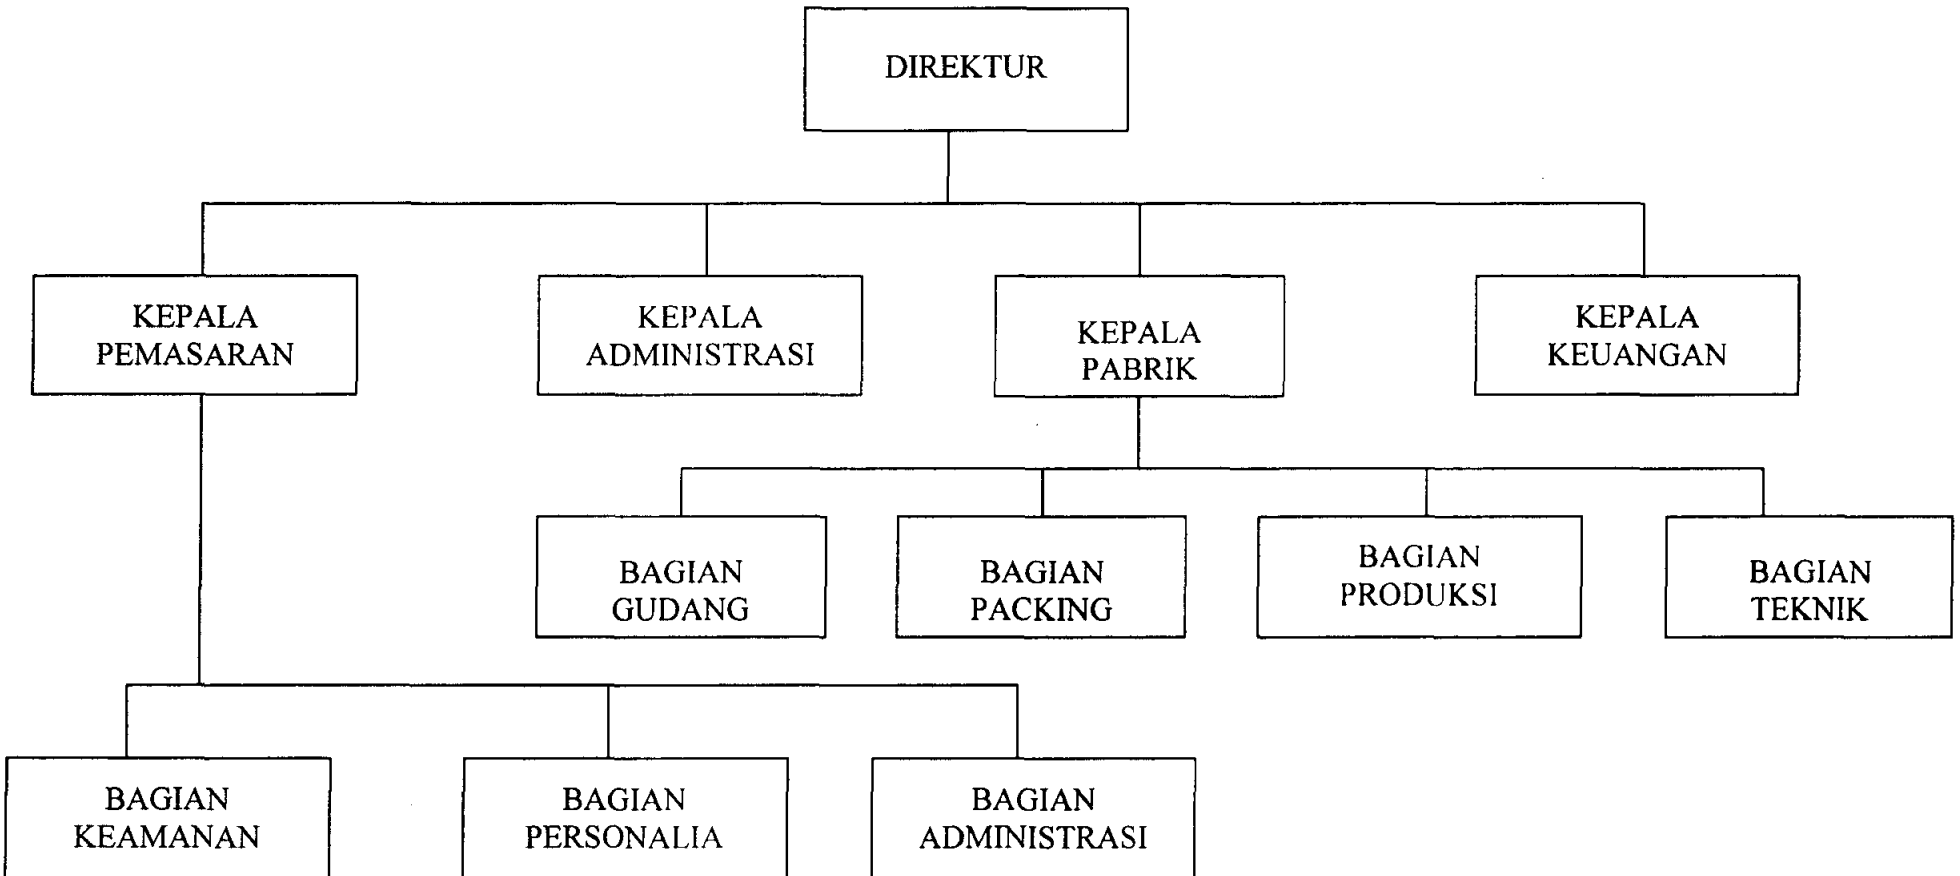 DIREKTUR
KEPALA
PEMASARAN
KEPALA
ADMINISTRASI
KEPALA
PABRIK
KEPALA
KEUANGAN
BAGIAN
GUDANG
BAGIAN
PACKING
BAGIAN
PRODUKSI
BAGIAN
TEKNIK
BAGIAN
KEAMANAN
BAGIAN
PERSONALIA
BAGIAN
ADMINISTRASI